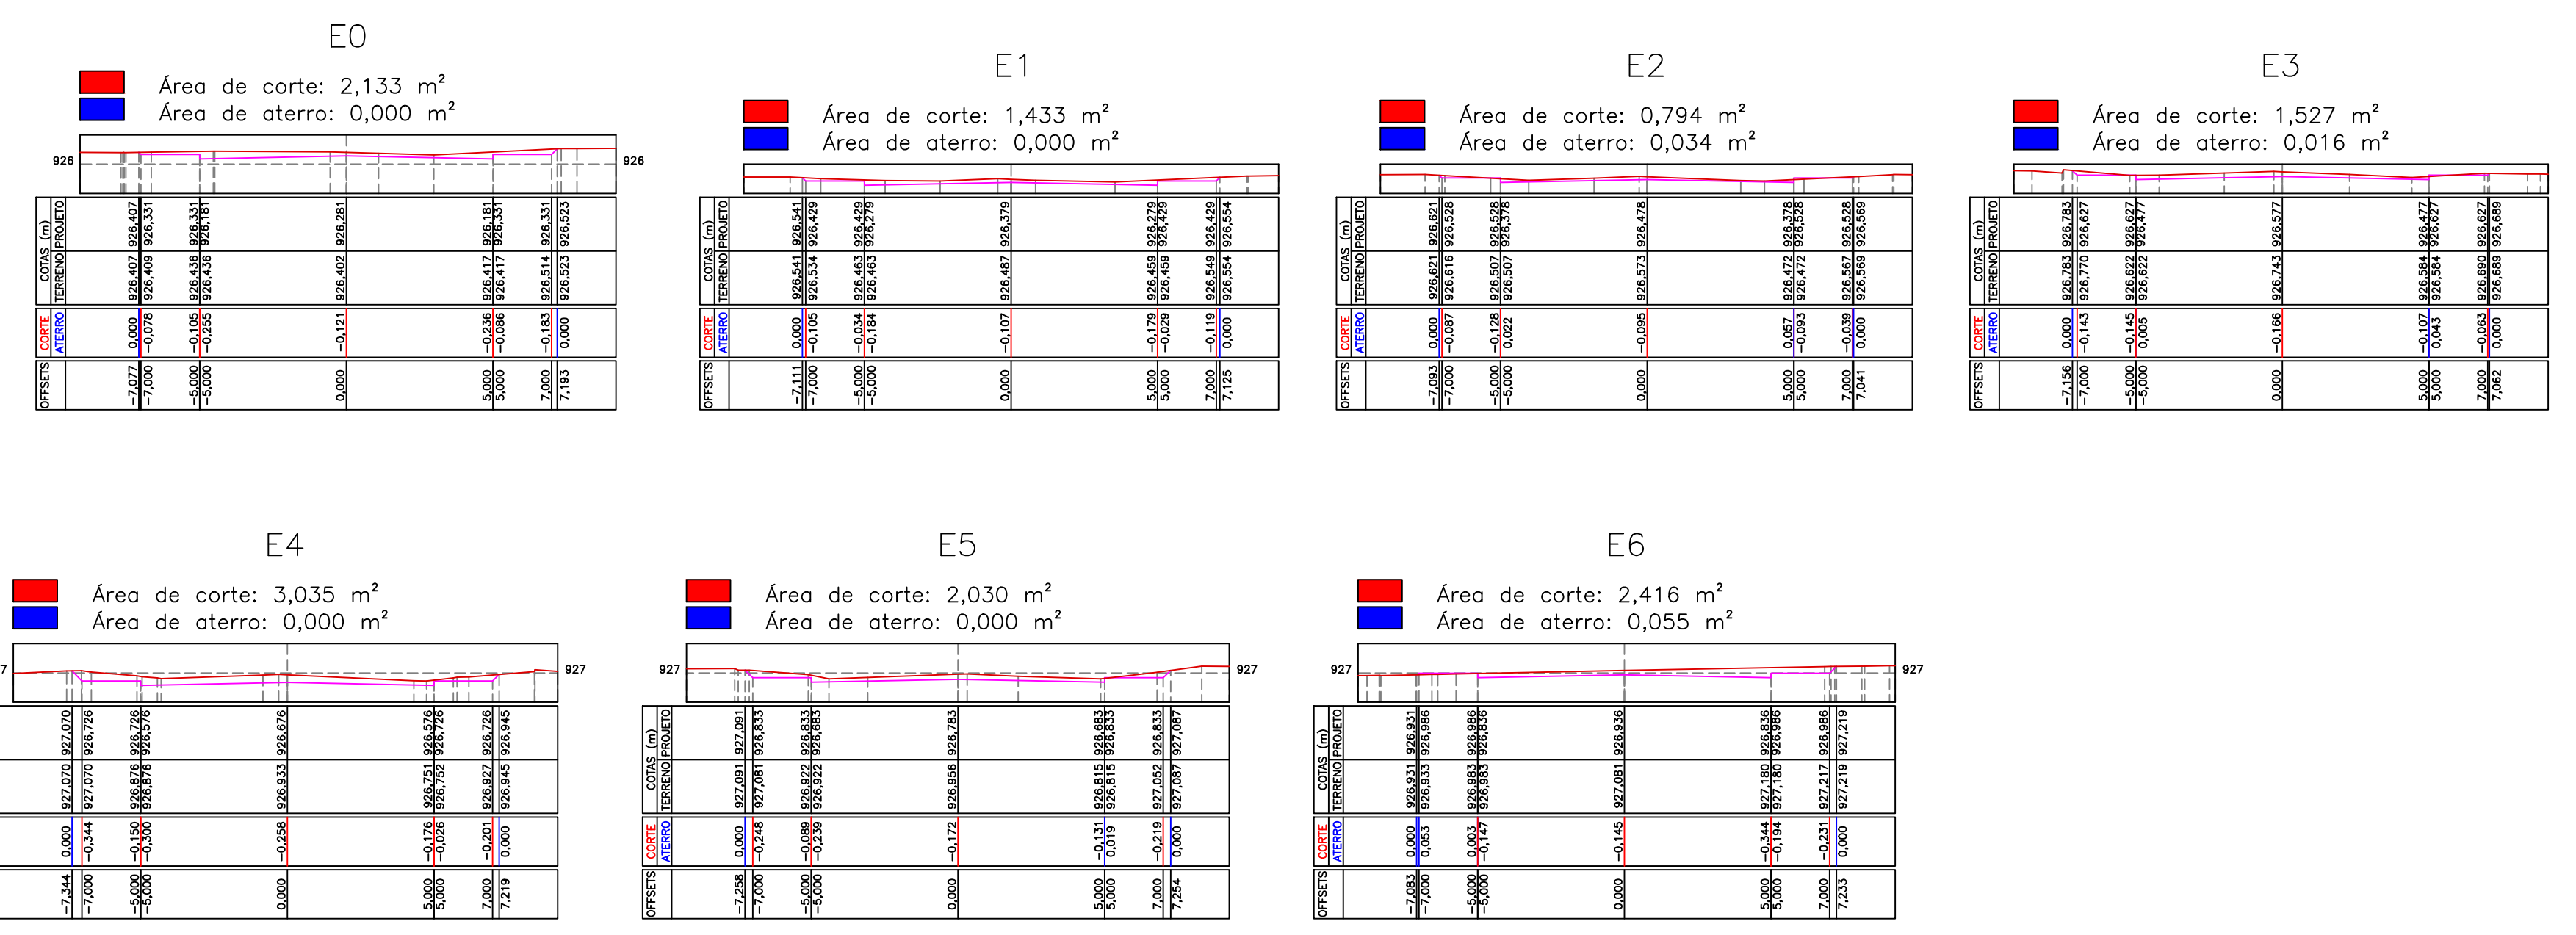 E0
Área de corte: 2,133 m²
Área de aterro: 0,000 m²
926 926
COTAS (m)
PROJETO 926,407 926,331 926,331 926,181 926,281 926,181 926,331 926,331 926,523
TERRENO 926,407 926,409 926,436 926,436 926,402 926,417 926,417 926,514 926,523
CORTE
ATERRO
0,000 -0,078 -0,105 -0,255 -0,121 -0,236 -0,086 -0,183 0,000
OFFSETS -7,077 -7,000 -5,000 -5,000 0,000 5,000 5,000 7,000 7,193
E1
Área de corte: 1,433 m²
Área de aterro: 0,000 m²
COTAS (m)
PROJETO 926,541 926,429 926,429 926,279 926,379 926,279 926,429 926,429 926,554
TERRENO 926,541 926,534 926,463 926,463 926,487 926,459 926,459 926,549 926,554
CORTE
ATERRO
0,000 -0,105 -0,034 -0,184 -0,107 -0,179 -0,029 -0,119 0,000
OFFSETS -7,111 -7,000 -5,000 -5,000 0,000 5,000 5,000 7,000 7,125
E2
Área de corte: 0,794 m²
Área de aterro: 0,034 m²
COTAS (m)
PROJETO 926,621 926,528 926,528 926,378 926,478 926,378 926,528 926,528 926,569
TERRENO 926,621 926,616 926,507 926,507 926,573 926,472 926,472 926,567 926,569
CORTE
ATERRO
0,000 -0,087 -0,128 0,022 -0,095 0,057 -0,093 -0,039 0,000
OFFSETS -7,093 -7,000 -5,000 -5,000 0,000 5,000 5,000 7,000 7,041
E3
Área de corte: 1,527 m²
Área de aterro: 0,016 m²
COTAS (m)
PROJETO 926,783 926,627 926,627 926,477 926,577 926,477 926,627 926,627 926,689
TERRENO 926,783 926,770 926,622 926,622 926,743 926,584 926,584 926,690 926,689
CORTE
ATERRO
0,000 -0,143 -0,145 0,005 -0,166 -0,107 0,043 -0,063 0,000
OFFSETS -7,156 -7,000 -5,000 -5,000 0,000 5,000 5,000 7,000 7,062
E4
Área de corte: 3,035 m²
Área de aterro: 0,000 m²
7 927
927,070 926,726 926,726 926,576 926,676 926,576 926,726 926,726 926,945
927,070 927,070 926,876 926,876 926,933 926,751 926,752 926,927 926,945
0,000 -0,344 -0,150 -0,300 -0,258 -0,176 -0,026 -0,201 0,000
-7,344 -7,000 -5,000 -5,000 0,000 5,000 5,000 7,000 7,219
E5
Área de corte: 2,030 m²
Área de aterro: 0,000 m²
927 927
COTAS (m)
PROJETO 927,091 926,833 926,833 926,683 926,783 926,683 926,833 926,833 927,087
TERRENO 927,091 927,081 926,922 926,922 926,956 926,815 926,815 927,052 927,087
CORTE
ATERRO
0,000 -0,248 -0,089 -0,239 -0,172 -0,131 0,019 -0,219 0,000
OFFSETS -7,258 -7,000 -5,000 -5,000 0,000 5,000 5,000 7,000 7,254
E6
Área de corte: 2,416 m²
Área de aterro: 0,055 m²
927 927
COTAS (m)
PROJETO 926,931 926,986 926,986 926,836 926,936 926,836 926,986 926,986 927,219
TERRENO 926,931 926,933 926,983 926,983 927,081 927,180 927,180 927,217 927,219
CORTE
ATERRO
0,000 0,053 0,003 -0,147 -0,145 -0,344 -0,194 -0,231 0,000
OFFSETS -7,083 -7,000 -5,000 -5,000 0,000 5,000 5,000 7,000 7,233